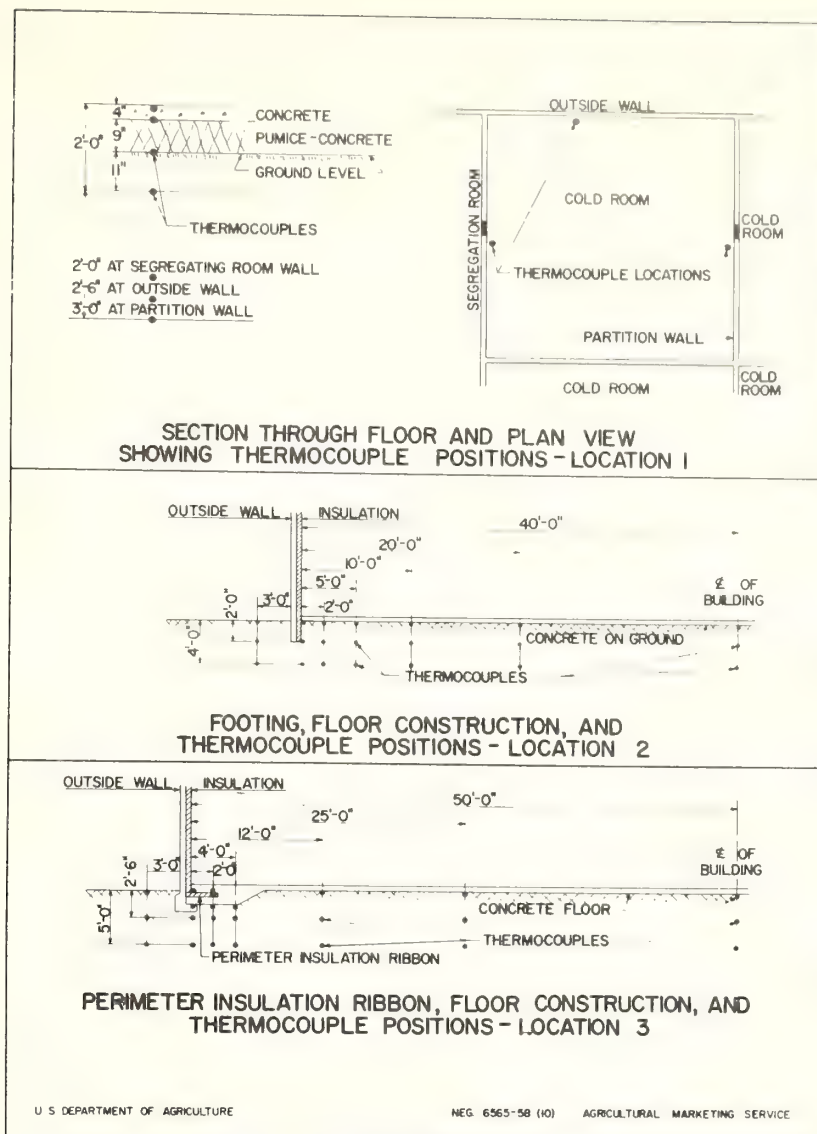 4"
CONCRETE
9"
PUMICE-CONCRETE
2'-0"
11"
GROUND LEVEL
THERMOCOUPLES
2'-0" AT SEGREGATING ROOM WALL
2'-6" AT OUTSIDE WALL
3'-0" AT PARTITION WALL
OUTSIDE WALL
SEGREGATION ROOM
COLD ROOM
COLD
ROOM
THERMOCOUPLE LOCATIONS
PARTITION WALL
COLD ROOM
COLD
ROOM
SECTION THROUGH FLOOR AND PLAN VIEW
SHOWING THERMOCOUPLE POSITIONS - LOCATION 1
OUTSIDE WALL
INSULATION
40'-0"
20'-0"
10'-0"
5'-0"
2'-0"
3'-0"
2'-0"
4'-0"
℄ OF
BUILDING
CONCRETE ON GROUND
THERMOCOUPLES
FOOTING, FLOOR CONSTRUCTION, AND
THERMOCOUPLE POSITIONS - LOCATION 2
OUTSIDE WALL
INSULATION
50'-0"
25'-0"
12'-0"
4'-0"
2'-0"
3'-0"
2'-6"
5'-0"
℄ OF
BUILDING
CONCRETE FLOOR
THERMOCOUPLES
PERIMETER INSULATION RIBBON
PERIMETER INSULATION RIBBON, FLOOR CONSTRUCTION, AND
THERMOCOUPLE POSITIONS - LOCATION 3
U S DEPARTMENT OF AGRICULTURE
NEG. 6565-58 (10)
AGRICULTURAL MARKETING SERVICE